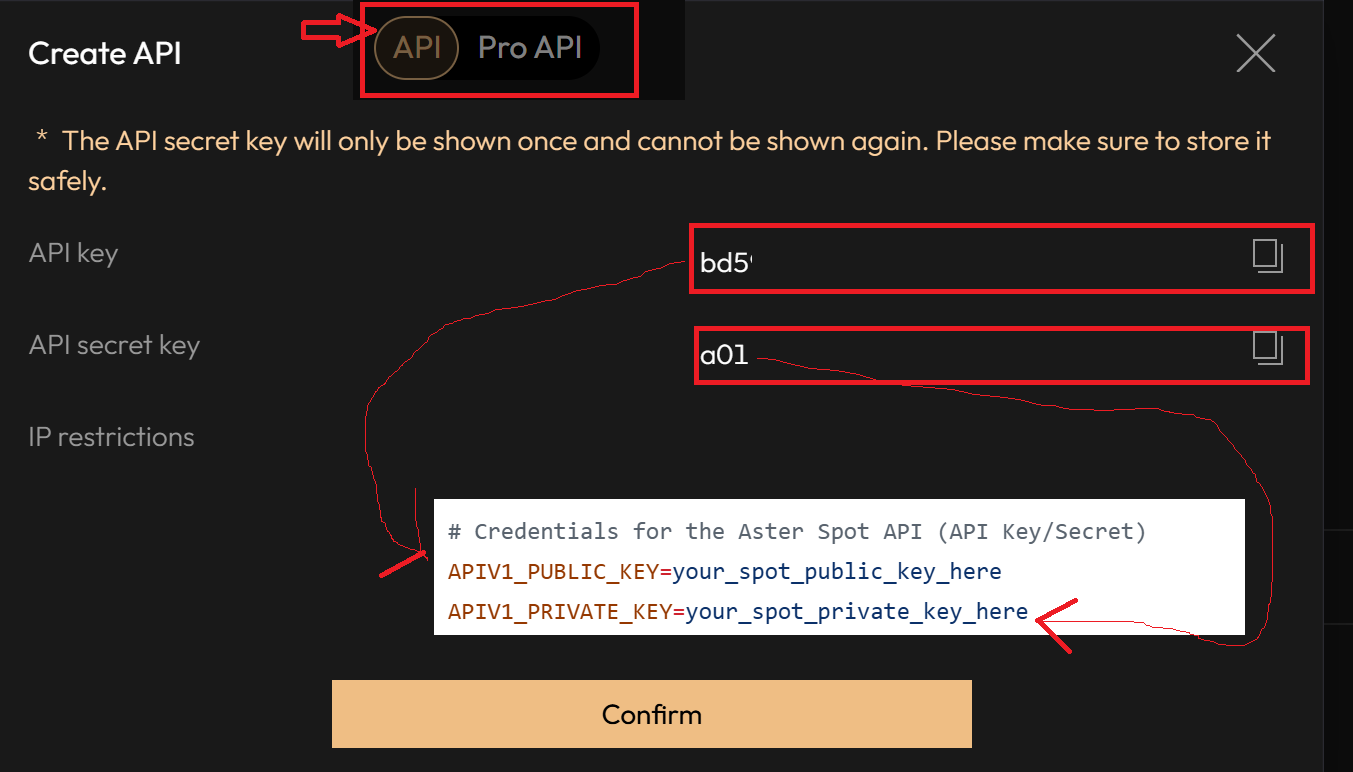 Create API
API Pro API
* The API secret key will only be shown once and cannot be shown again. Please make sure to store it
safely.
API key
bd5
API secret key
a01
IP restrictions
# Credentials for the Aster Spot API (API Key/Secret)
APIV1_PUBLIC_KEY=your_spot_public_key_here
APIV1_PRIVATE_KEY=your_spot_private_key_here
Confirm